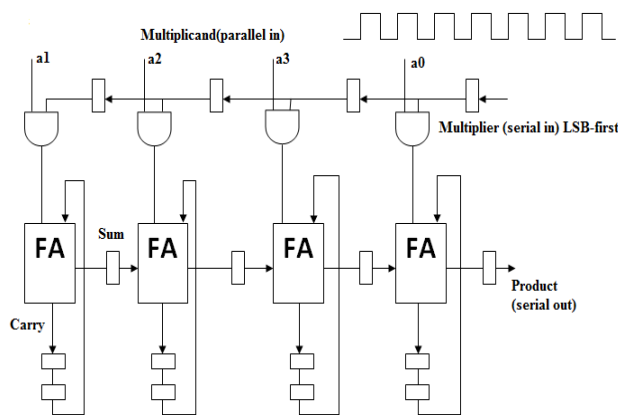 Multiplicand(parallel in)
a1
a2
a3
a0
Multiplier (serial in) LSB-first
FA
Sum
FA
FA
FA
Product
(serial out)
Carry